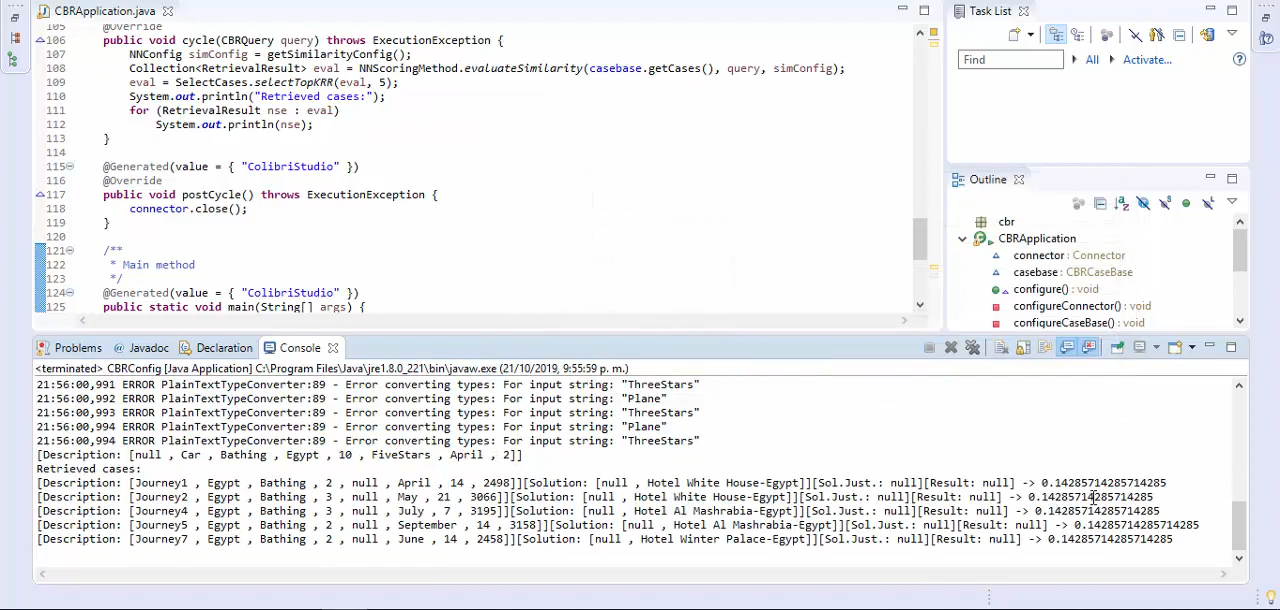 CBRApplication.java
105 @Override
106 public void cycle(CBRQuery query) throws ExecutionException {
107 NNConfig simConfig = getSimilarityConfig();
108 Collection<RetrievalResult> eval = NNScoringMethod.evaluateSimilarity(casebase.getCases(), query, simConfig);
109 eval = SelectCases.selectTopKRR(eval, 5);
110 System.out.println("Retrieved cases:");
111 for (RetrievalResult nse : eval)
112 System.out.println(nse);
113 }
114
115 @Generated(value = { "ColibriStudio" })
116 @Override
117 public void postCycle() throws ExecutionException {
118 connector.close();
119 }
120
121 /**
122 * Main method
123 */
124 @Generated(value = { "ColibriStudio" })
125 public static void main(String[] args) {
Task List
Find
All
Activate...
Outline
cbr
CBRApplication
connector : Connector
casebase : CBRCaseBase
configure() : void
configureConnector() : void
configureCaseBase() : void
Problems
@ Javadoc
Declaration
Console
<terminated> CBRConfig [Java Application] C:\Program Files\Java\jre1.8.0_221\bin\javaw.exe (21/10/2019, 9:55:59 p. m.)
21:56:00,991 ERROR PlainTextTypeConverter:89 - Error converting types: For input string: "ThreeStars"
21:56:00,992 ERROR PlainTextTypeConverter:89 - Error converting types: For input string: "Plane"
21:56:00,993 ERROR PlainTextTypeConverter:89 - Error converting types: For input string: "ThreeStars"
21:56:00,994 ERROR PlainTextTypeConverter:89 - Error converting types: For input string: "Plane"
21:56:00,994 ERROR PlainTextTypeConverter:89 - Error converting types: For input string: "ThreeStars"
[Description: [null , Car , Bathing , Egypt , 10 , FiveStars , April , 2]]
Retrieved cases:
[Description: [Journey1 , Egypt , Bathing , 2 , null , April , 14 , 2498]][Solution: [null , Hotel White House-Egypt]][Sol.Just.: null][Result: null] -> 0.14285714285714285
[Description: [Journey2 , Egypt , Bathing , 3 , null , May , 21 , 3066]][Solution: [null , Hotel White House-Egypt]][Sol.Just.: null][Result: null] -> 0.14285714285714285
[Description: [Journey4 , Egypt , Bathing , 3 , null , July , 7 , 3195]][Solution: [null , Hotel Al Mashrabia-Egypt]][Sol.Just.: null][Result: null] -> 0.14285714285714285
[Description: [Journey5 , Egypt , Bathing , 2 , null , September , 14 , 3158]][Solution: [null , Hotel Al Mashrabia-Egypt]][Sol.Just.: null][Result: null] -> 0.14285714285714285
[Description: [Journey7 , Egypt , Bathing , 2 , null , June , 14 , 2458]][Solution: [null , Hotel Winter Palace-Egypt]][Sol.Just.: null][Result: null] -> 0.14285714285714285